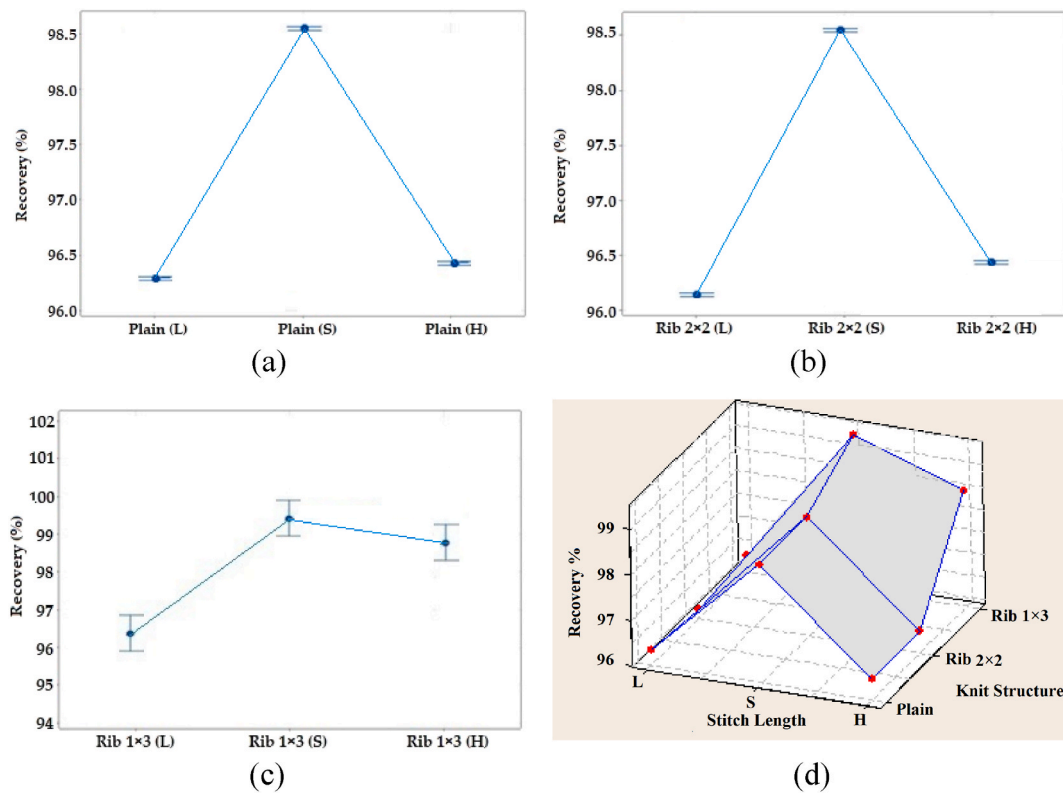 98.5
98.0
97.5
97.0
96.5
96.0
Recovery (%)
Plain (L) Plain (S) Plain (H)
(a)
98.5
98.0
97.5
97.0
96.5
96.0
Recovery (%)
Rib 2×2 (L) Rib 2×2 (S) Rib 2×2 (H)
(b)
102
101
100
99
98
97
96
95
94
Recovery (%)
Rib 1×3 (L) Rib 1×3 (S) Rib 1×3 (H)
(c)
99
98
97
96
Recovery %
L
S
H
Stitch Length
Plain
Rib 2×2
Rib 1×3
Knit Structure
(d)